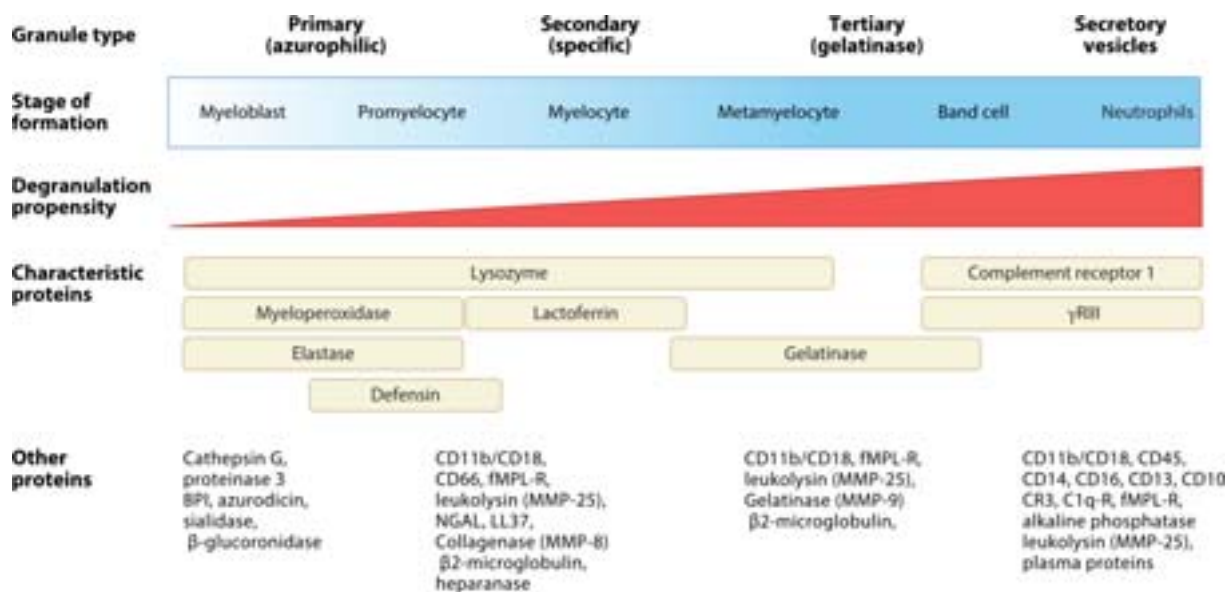 Granule type
Primary
(azurophilic)
Secondary
(specific)
Tertiary
(gelatinase)
Secretory
vesicles
Stage of
formation
Myeloblast
Promyelocyte
Myelocyte
Metamyelocyte
Band cell
Neutrophils
Degranulation
propensity
Characteristic
proteins
Lysozyme
Complement receptor 1
Myeloperoxidase
Lactoferrin
γRIII
Elastase
Gelatinase
Defensin
Other
proteins
Cathepsin G,
proteinase 3
BPI, azurodicin,
sialidase,
β-glucoronidase
CD11b/CD18,
CD66, fMPL-R,
leukolysin (MMP-25),
NGAL, LL37,
Collagenase (MMP-8)
β2-microglobulin,
heparanase
CD11b/CD18, fMPL-R,
leukolysin (MMP-25),
Gelatinase (MMP-9)
β2-microglobulin,
CD11b/CD18, CD45,
CD14, CD16, CD13, CD10
CR3, C1q-R, fMPL-R,
alkaline phosphatase
leukolysin (MMP-25),
plasma proteins